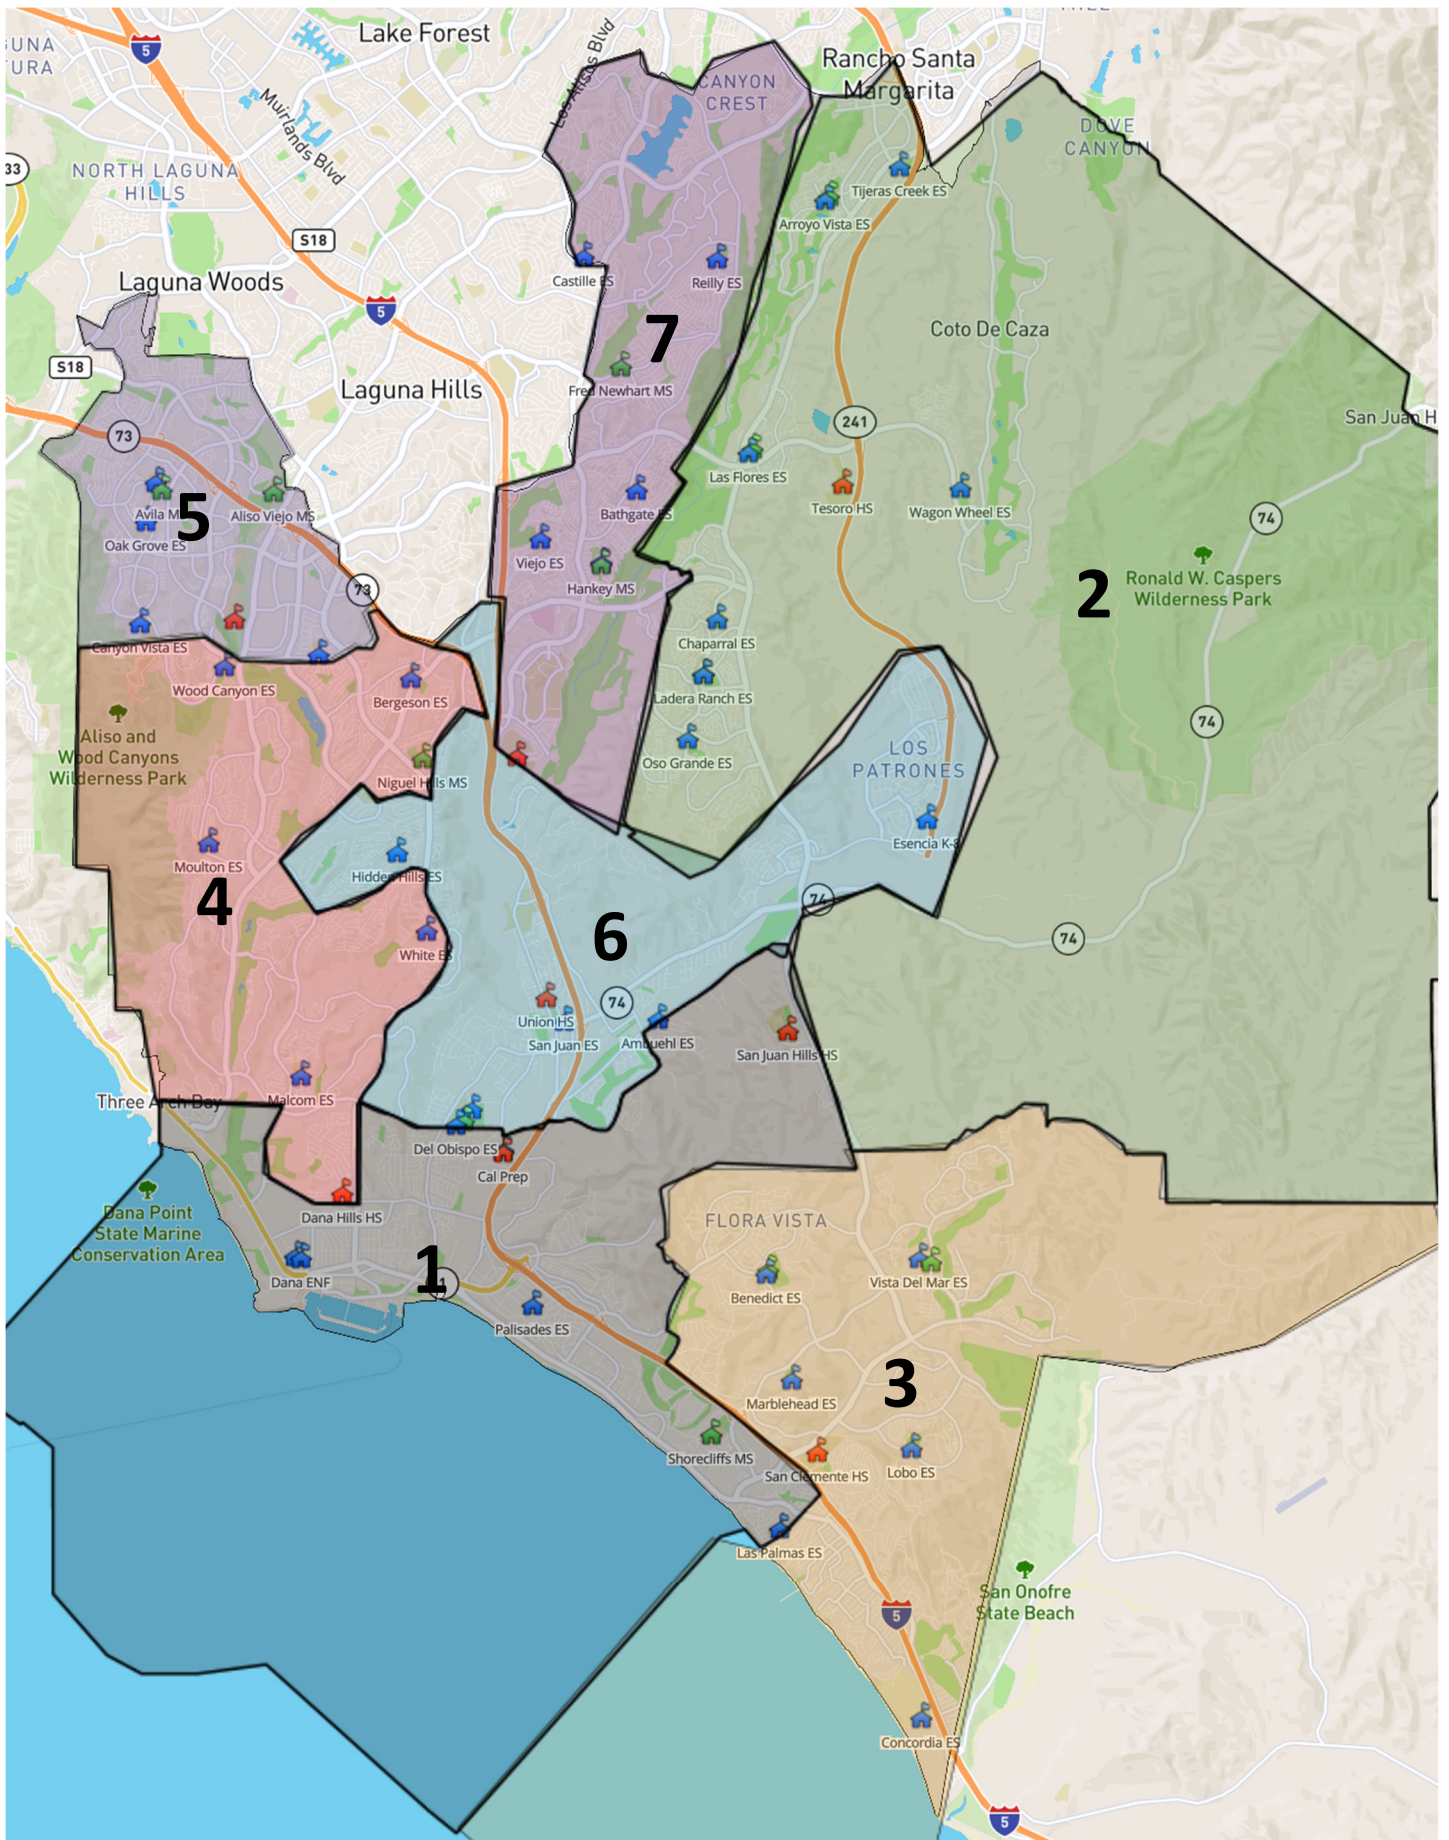 Lake Forest
5
Los Alisos Blvd
CANYON
CREST
Rancho Santa
Margarita
UNA
TURA
Muirlands Blvd
DOVE
CANYON
33
NORTH LAGUNA
HILLS
Tijeras Creek ES
Arroyo Vista ES
S18
Laguna Woods
Castille ES
Reilly ES
5
7
Coto De Caza
S18
Laguna Hills
Fred Newhart MS
San Juan H
73
241
Las Flores ES
Avila M
5
Aliso Viejo MS
Bathgate ES
Tesoro HS
Wagon Wheel ES
74
Oak Grove ES
Viejo ES
Hankey MS
73
2
Ronald W. Caspers
Wilderness Park
Canyon Vista ES
Chaparral ES
Wood Canyon ES
Bergeson ES
Ladera Ranch ES
74
Aliso and
Wood Canyons
Wilderness Park
Niguel Hills MS
Oso Grande ES
LOS
PATRONES
Esencia K-8
Moulton ES
Hidden Hills ES
4
74
White ES
6
74
74
Union HS
San Juan ES
Ambuehl ES
San Juan Hills HS
Three Arch Bay
Malcom ES
Del Obispo ES
Cal Prep
Dana Point
State Marine
Conservation Area
Dana Hills HS
FLORA VISTA
Dana ENF
1
1
Benedict ES
Vista Del Mar ES
Palisades ES
Marblehead ES
3
Shorecliffs MS
San Clemente HS
Lobo ES
Las Palmas ES
San Onofre
State Beach
5
Concordia ES
5